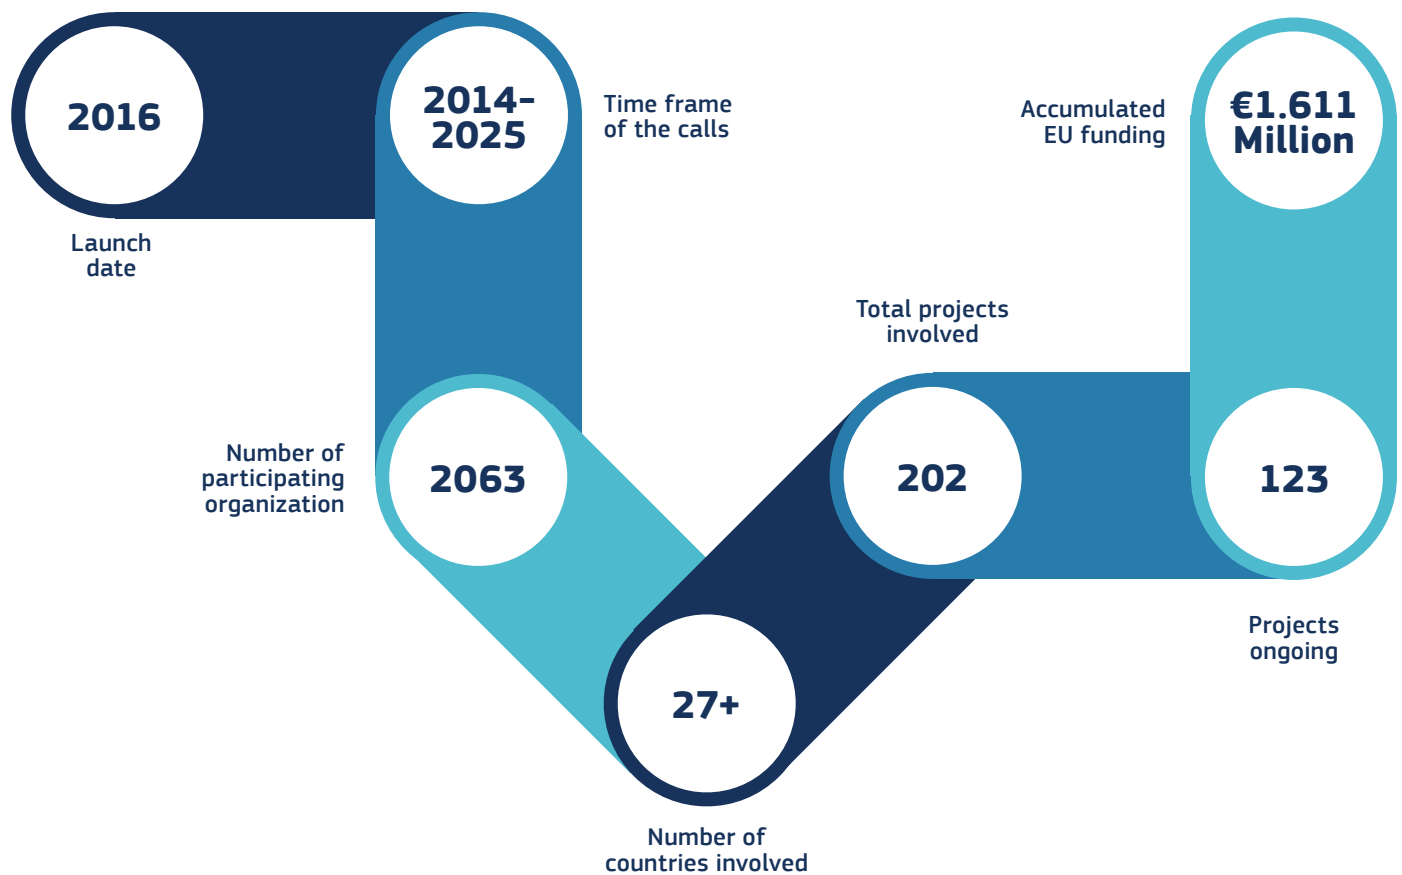 2016
Launch
date
2014–
2025
Time frame
of the calls
Number of
participating
organization
2063
27+
Number of
countries involved
Total projects
involved
202
123
Projects
ongoing
Accumulated
EU funding
€1.611
Million